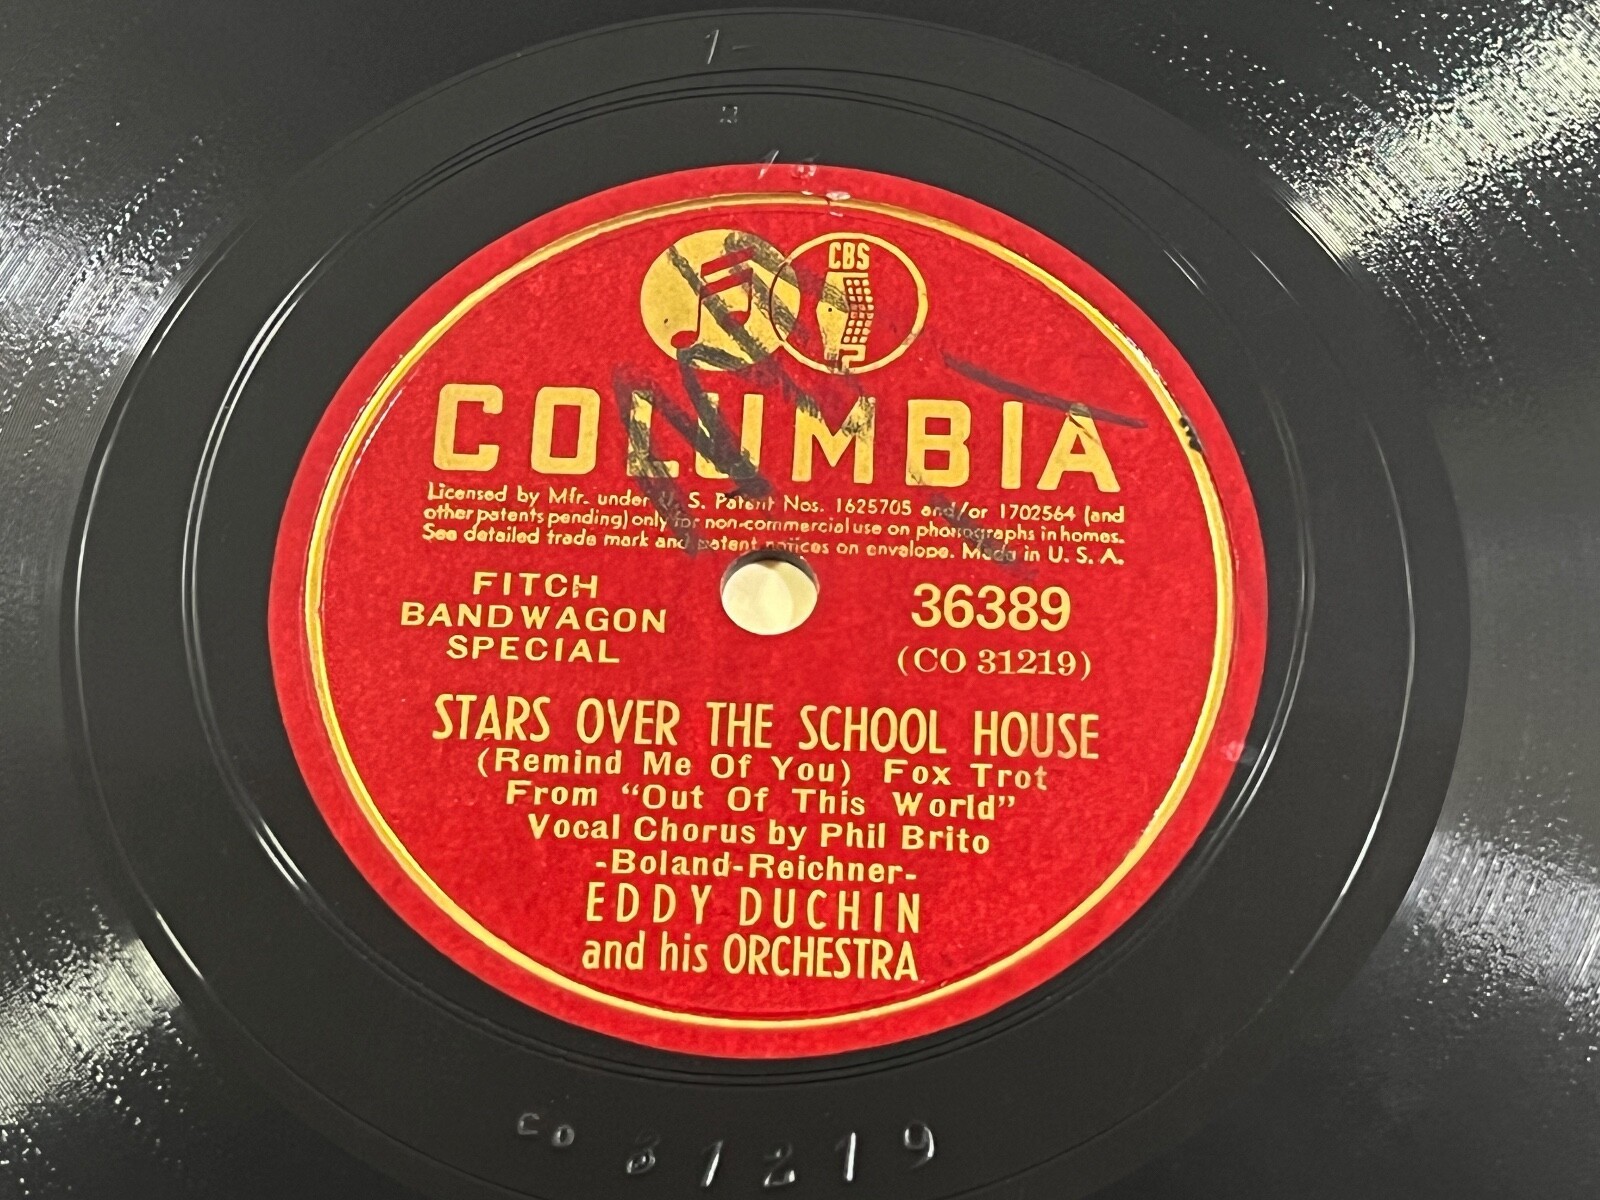 1-
CBS
COLUMBIA
Licensed by Mfr. under U. S. Patent Nos. 1625705 and/or 1702564 (and
other patents pending) only for non-commercial use on phonographs in homes.
See detailed trade mark and patent notices on envelope. Made in U. S. A.
FITCH
BANDWAGON
SPECIAL
36389
(CO 31219)
STARS OVER THE SCHOOL HOUSE
(Remind Me Of You) Fox Trot
From "Out Of This World"
Vocal Chorus by Phil Brito
-Boland-Reichner-
EDDY DUCHIN
and his ORCHESTRA
CO 31219